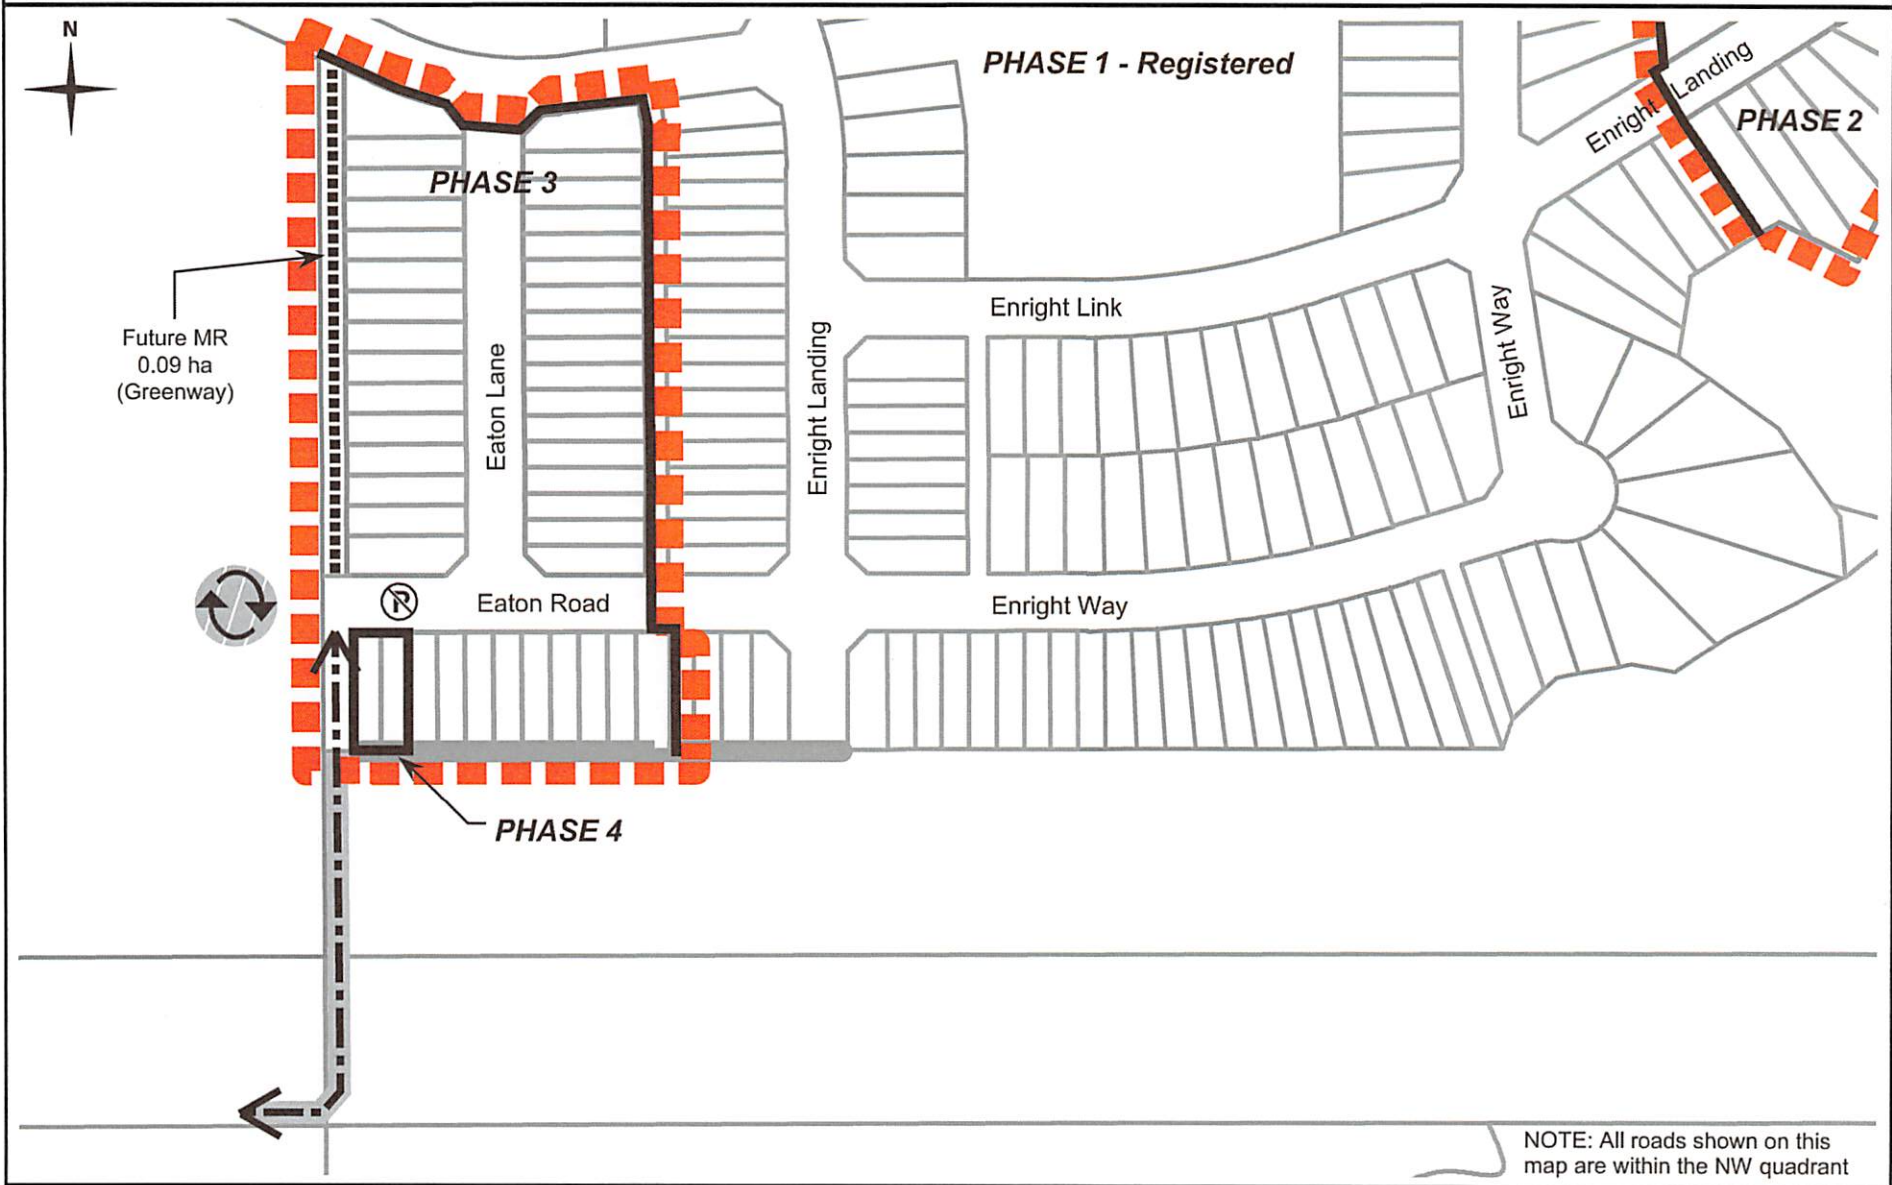 N
PHASE 1 - Registered
Enright Landing
PHASE 2
PHASE 3
Future MR
0.09 ha
(Greenway)
Eaton Lane
Enright Landing
Enright Link
Enright Way
P
Eaton Road
Enright Way
PHASE 4
NOTE: All roads shown on this
map are within the NW quadrant